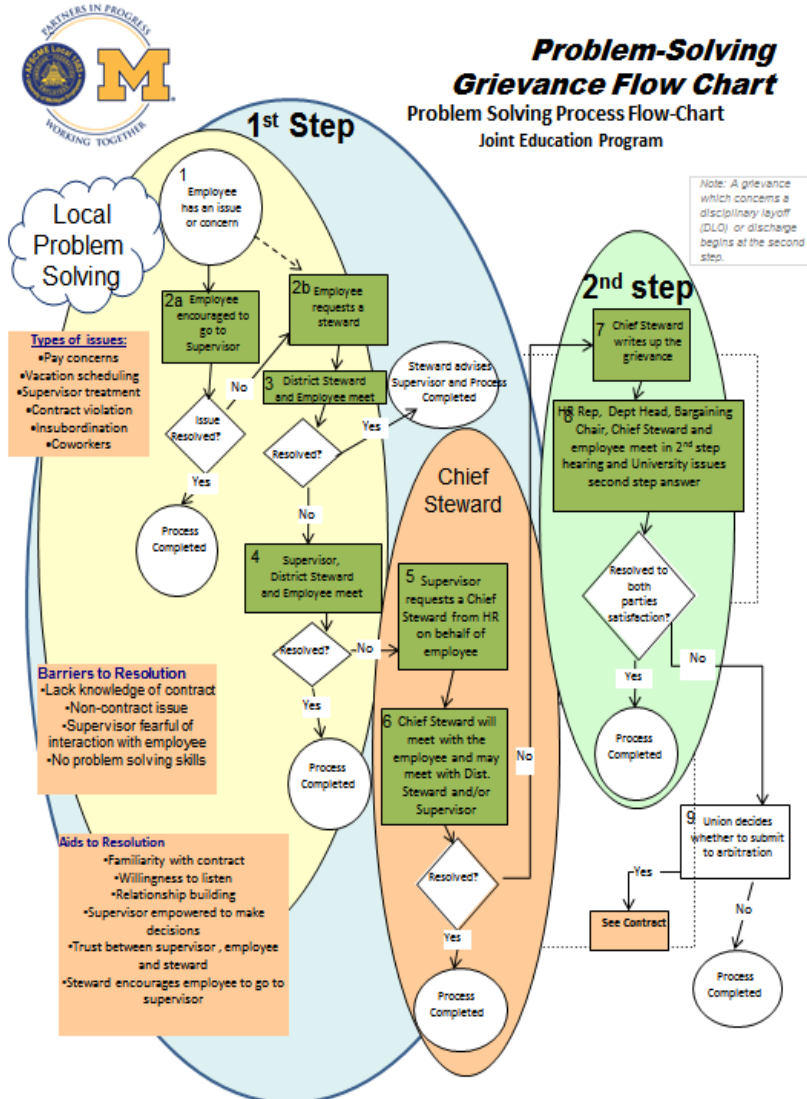 PARTNERS IN PROGRESS
AFSCME Local 1583
M
WORKING TOGETHER
Problem-Solving
Grievance Flow Chart
Problem Solving Process Flow-Chart
Joint Education Program
1st Step
Note: A grievance
which concerns a
disciplinary layoff
(DLO) or discharge
begins at the second
step.
Local
Problem
Solving
1
Employee
has an issue
or concern
2a Employee
encouraged to
go to
Supervisor
2b Employee
requests a
steward
Types of issues:
•Pay concerns
•Vacation scheduling
•Supervisor treatment
•Contract violation
•Insubordination
•Coworkers
No
3 District Steward
and Employee meet
Steward advises
Supervisor and Process
Completed
Issue
Resolved?
Yes
Process
Completed
Resolved?
Yes
No
4 Supervisor,
District Steward
and Employee meet
Resolved?
No
Yes
Process
Completed
Barriers to Resolution
•Lack knowledge of contract
•Non-contract issue
•Supervisor fearful of
interaction with employee
•No problem solving skills
Aids to Resolution
•Familiarity with contract
•Willingness to listen
•Relationship building
•Supervisor empowered to make
decisions
•Trust between supervisor , employee
and steward
•Steward encourages employee to go to
supervisor
Chief
Steward
5
Supervisor
requests a Chief
Steward from HR
on behalf of
employee
6 Chief Steward will
meet with the
employee and may
meet with Dist.
Steward and/or
Supervisor
Resolved?
No
Yes
Process
Completed
2nd step
7 Chief Steward
writes up the
grievance
8
HR Rep, Dept Head, Bargaining
Chair, Chief Steward and
employee meet in 2nd step
hearing and University issues
second step answer
Resolved to
both
parties
satisfaction?
No
Yes
Process
Completed
9
Union decides
whether to submit
to arbitration
Yes
See Contract
No
Process
Completed